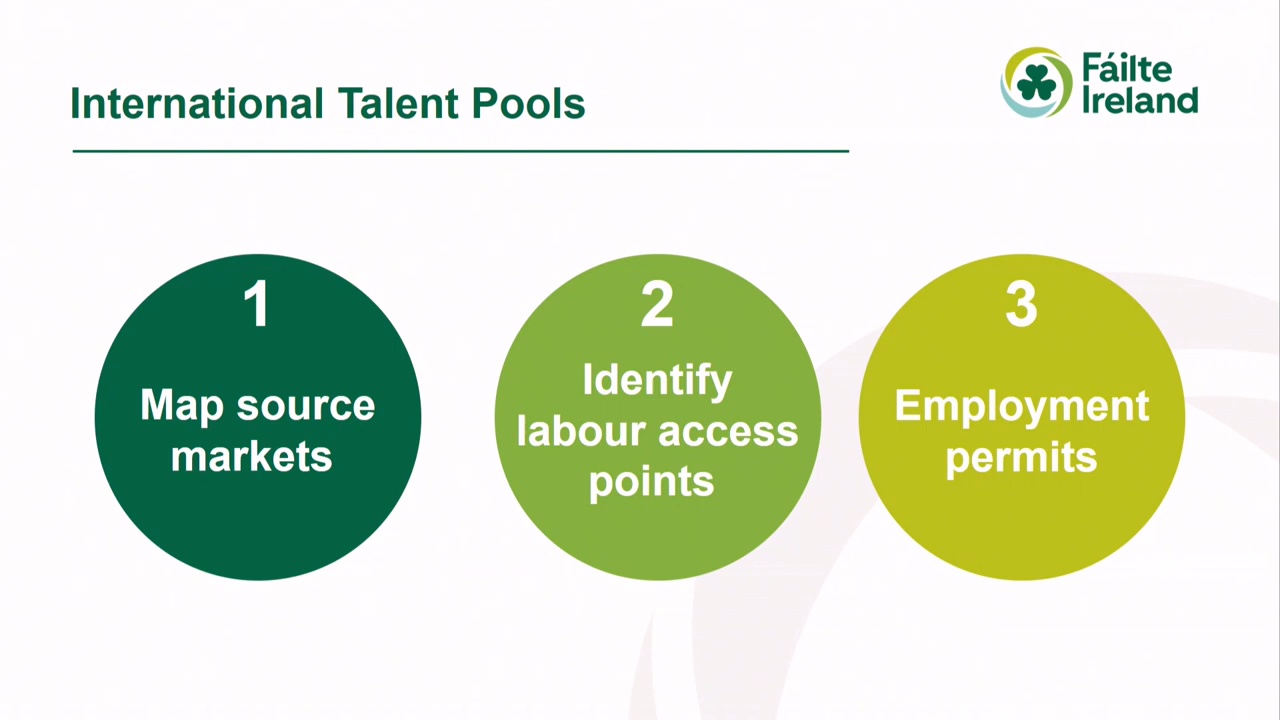 International Talent Pools
Fáilte
Ireland
1
Map source
markets
2
Identify
labour access
points
3
Employment
permits